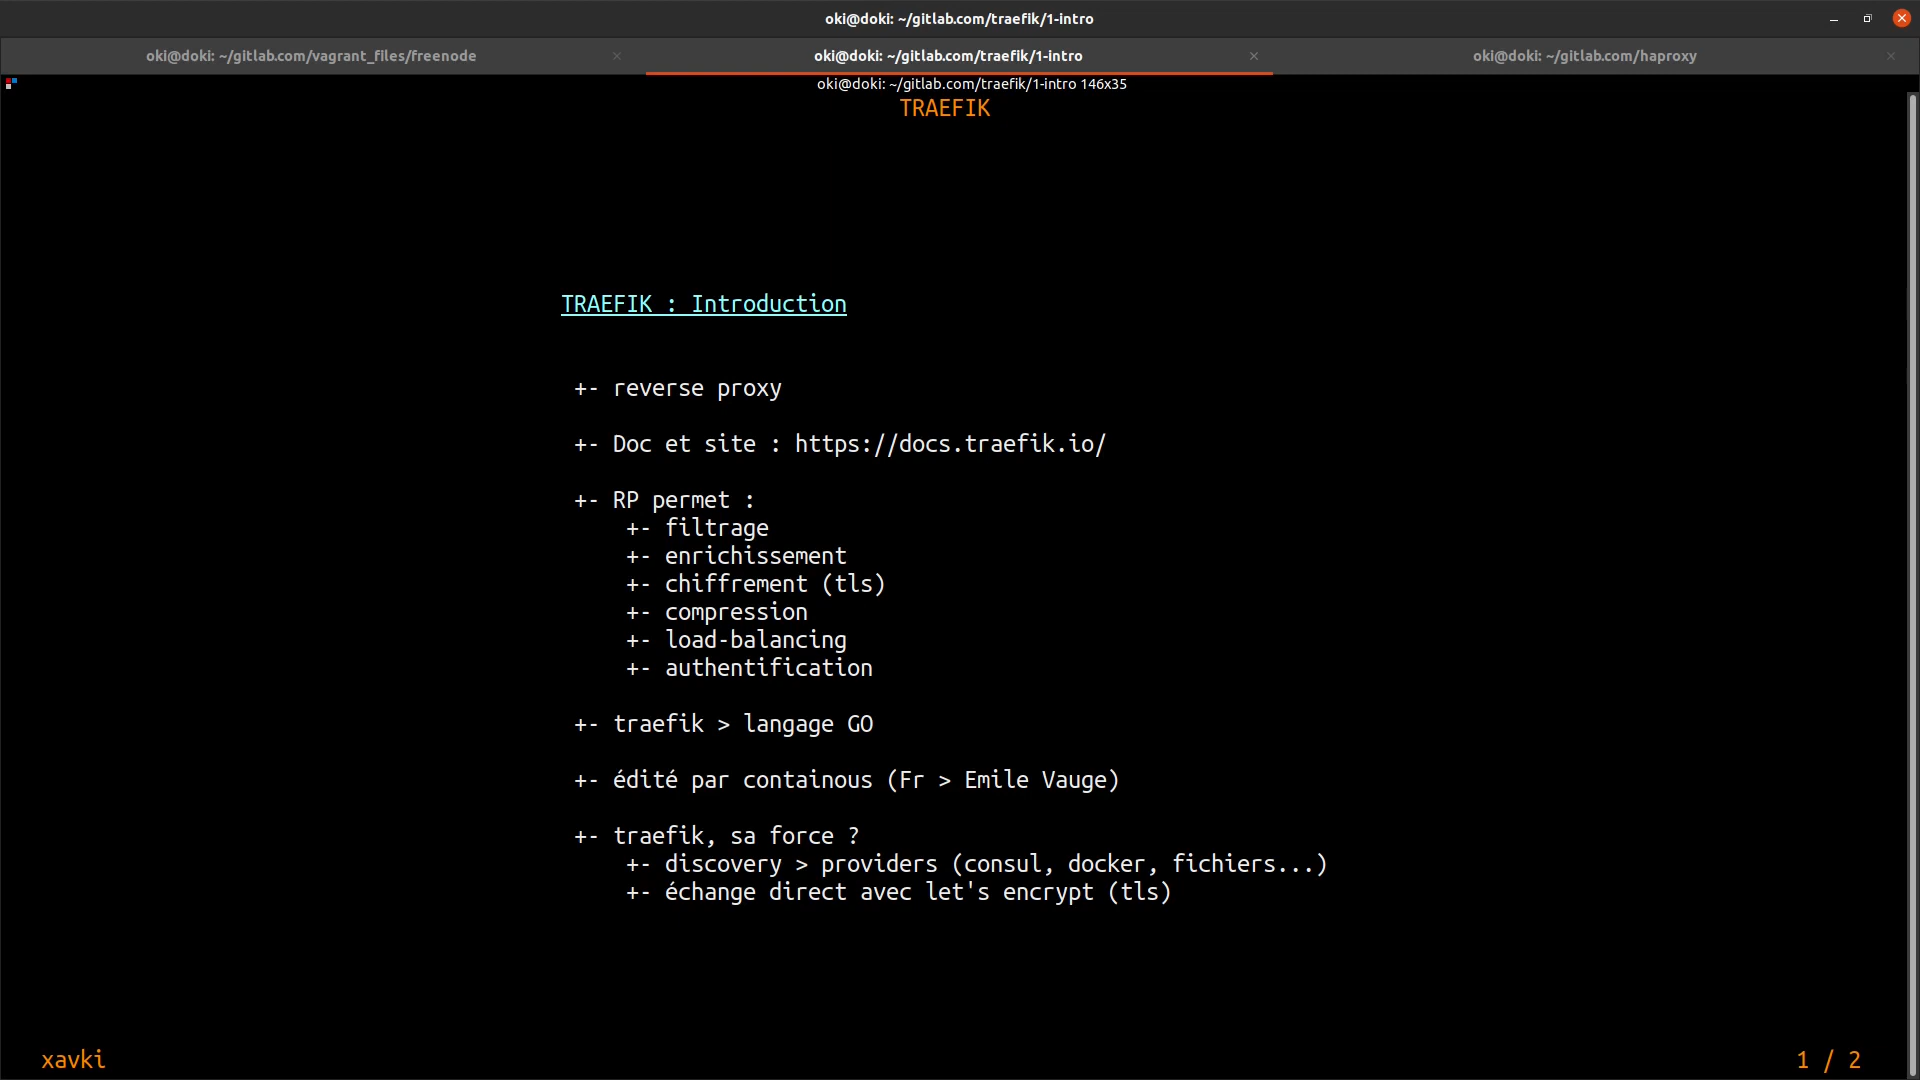 oki@doki: ~/gitlab.com/traefik/1-intro
oki@doki: ~/gitlab.com/vagrant_files/freenode
oki@doki: ~/gitlab.com/traefik/1-intro
oki@doki: ~/gitlab.com/haproxy
oki@doki: ~/gitlab.com/traefik/1-intro 146x35
TRAEFIK
TRAEFIK : Introduction
+- reverse proxy
+- Doc et site : https://docs.traefik.io/
+- RP permet :
+- filtrage
+- enrichissement
+- chiffrement (tls)
+- compression
+- load-balancing
+- authentification
+- traefik > langage GO
+- édité par containous (Fr > Emile Vauge)
+- traefik, sa force ?
+- discovery > providers (consul, docker, fichiers...)
+- échange direct avec let's encrypt (tls)
xavki
1 / 2